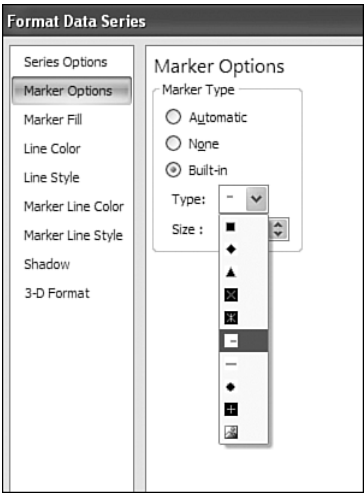 Format Data Series
Series Options
Marker Options
Marker Fill
Line Color
Line Style
Marker Line Color
Marker Line Style
Shadow
3-D Format
Marker Options
Marker Type
Automatic
None
Built-in
Type:
Size :